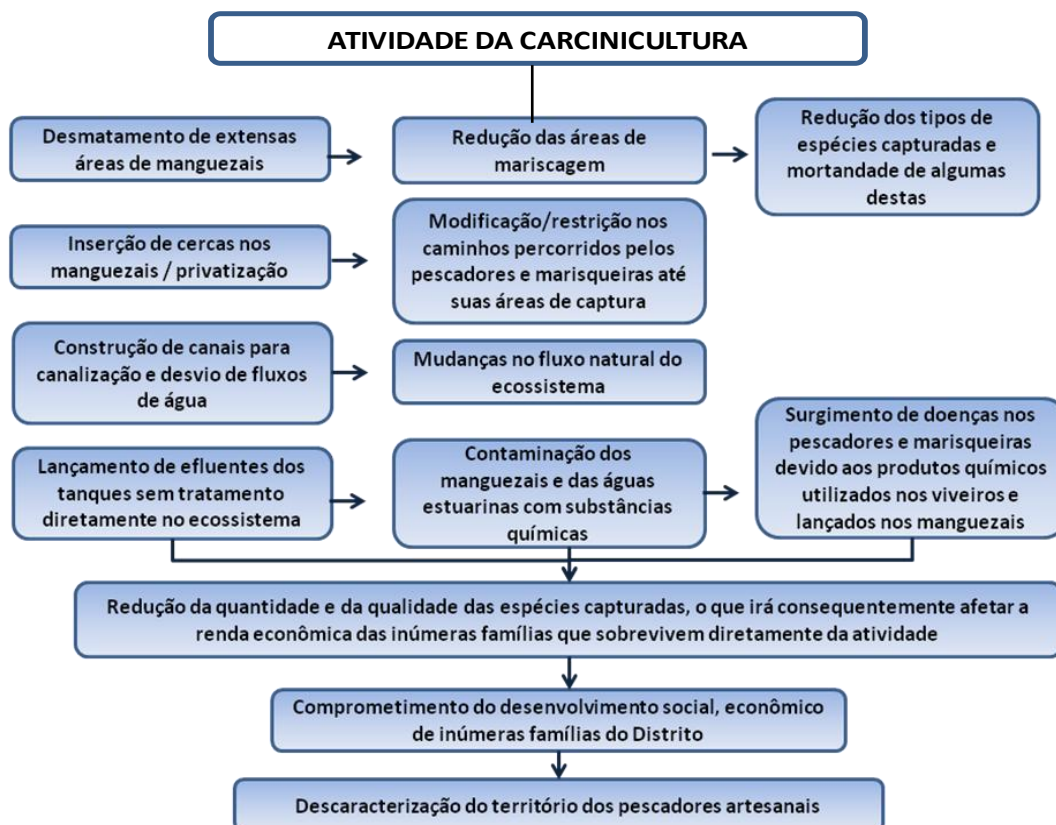 ATIVIDADE DA CARCINICULTURA
Desmatamento de extensas
áreas de manguezais
Redução das áreas de
mariscagem
Redução dos tipos de
espécies capturadas e
mortandade de algumas
destas
Inserção de cercas nos
manguezais / privatização
Modificação/restrição nos
caminhos percorridos pelos
pescadores e marisqueiras até
suas áreas de captura
Construção de canais para
canalização e desvio de fluxos
de água
Mudanças no fluxo natural do
ecossistema
Lançamento de efluentes dos
tanques sem tratamento
diretamente no ecossistema
Contaminação dos
manguezais e das águas
estuarinas com substâncias
químicas
Surgimento de doenças nos
pescadores e marisqueiras
devido aos produtos químicos
utilizados nos viveiros e
lançados nos manguezais
Redução da quantidade e da qualidade das espécies capturadas, o que irá consequentemente afetar a
renda econômica das inúmeras famílias que sobrevivem diretamente da atividade
Comprometimento do desenvolvimento social, econômico
de inúmeras famílias do Distrito
Descaracterização do território dos pescadores artesanais